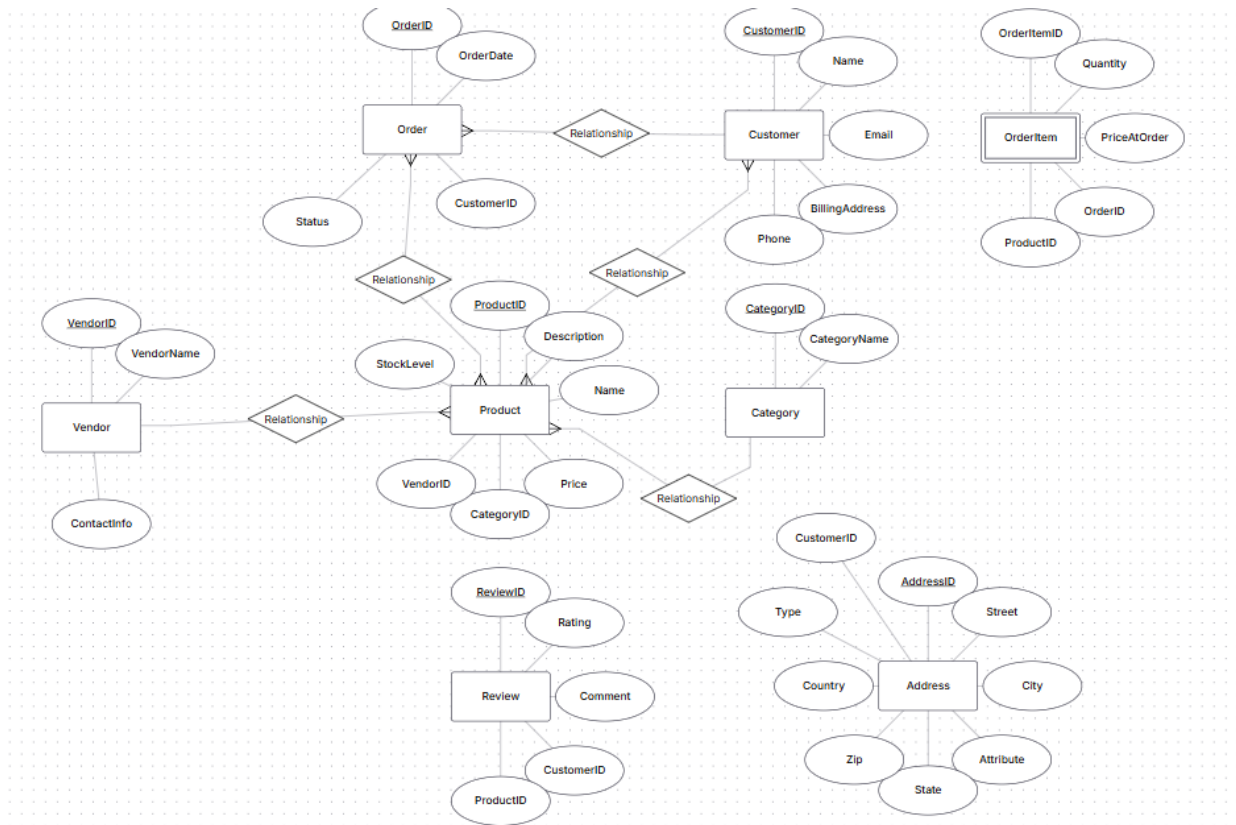 OrderID
OrderDate
Order
Status
CustomerID
Relationship
CustomerID
Name
Customer
Email
BillingAddress
Phone
OrderItemID
Quantity
OrderItem
PriceAtOrder
OrderID
ProductID
Relationship
Relationship
VendorID
VendorName
Vendor
ContactInfo
Relationship
ProductID
Description
StockLevel
Name
Product
VendorID
CategoryID
Price
CategoryID
CategoryName
Category
Relationship
ReviewID
Rating
Review
Comment
CustomerID
ProductID
CustomerID
AddressID
Type
Street
Country
Address
City
Zip
State
Attribute